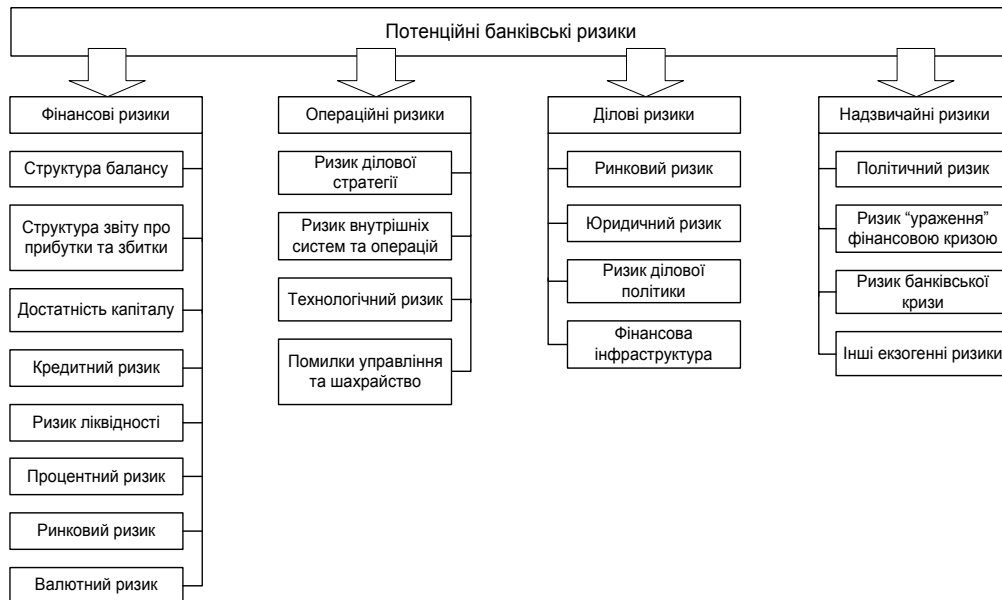 Потенційні банківські ризики
Фінансові ризики
Структура балансу
Структура звіту про
прибутки та збитки
Достатність капіталу
Кредитний ризик
Ризик ліквідності
Процентний ризик
Ринковий ризик
Валютний ризик
Операційні ризики
Ризик ділової
стратегії
Ризик внутрішніх
систем та операцій
Технологічний ризик
Помилки управління
та шахрайство
Ділові ризики
Ринковий ризик
Юридичний ризик
Ризик ділової
політики
Фінансова
інфраструктура
Надзвичайні ризики
Політичний ризик
Ризик “ураження”
фінансовою кризою
Ризик банківської
кризи
Інші екзогенні ризики